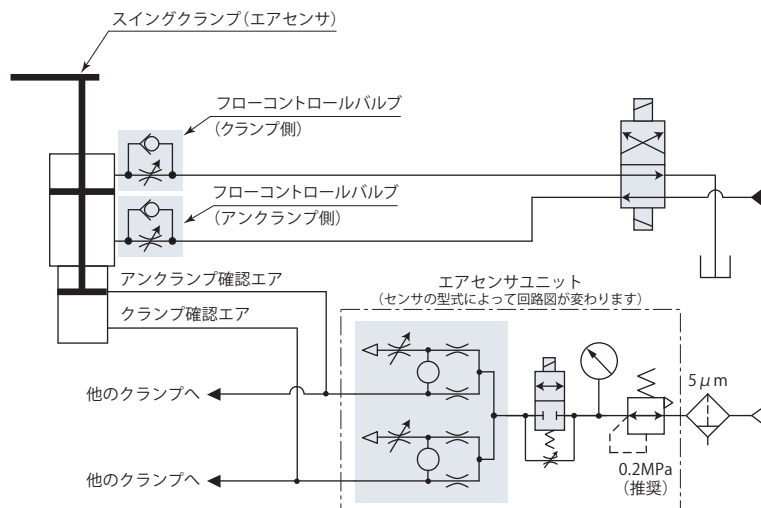 スイングクランプ(エアセンサ)
フローコントロールバルブ
(クランプ側)
フローコントロールバルブ
(アンクランプ側)
アンクランプ確認エア
クランプ確認エア
エアセンサユニット
(センサの型式によって回路図が変わります)
他のクランプへ
5μm
0.2MPa
(推奨)
他のクランプへ